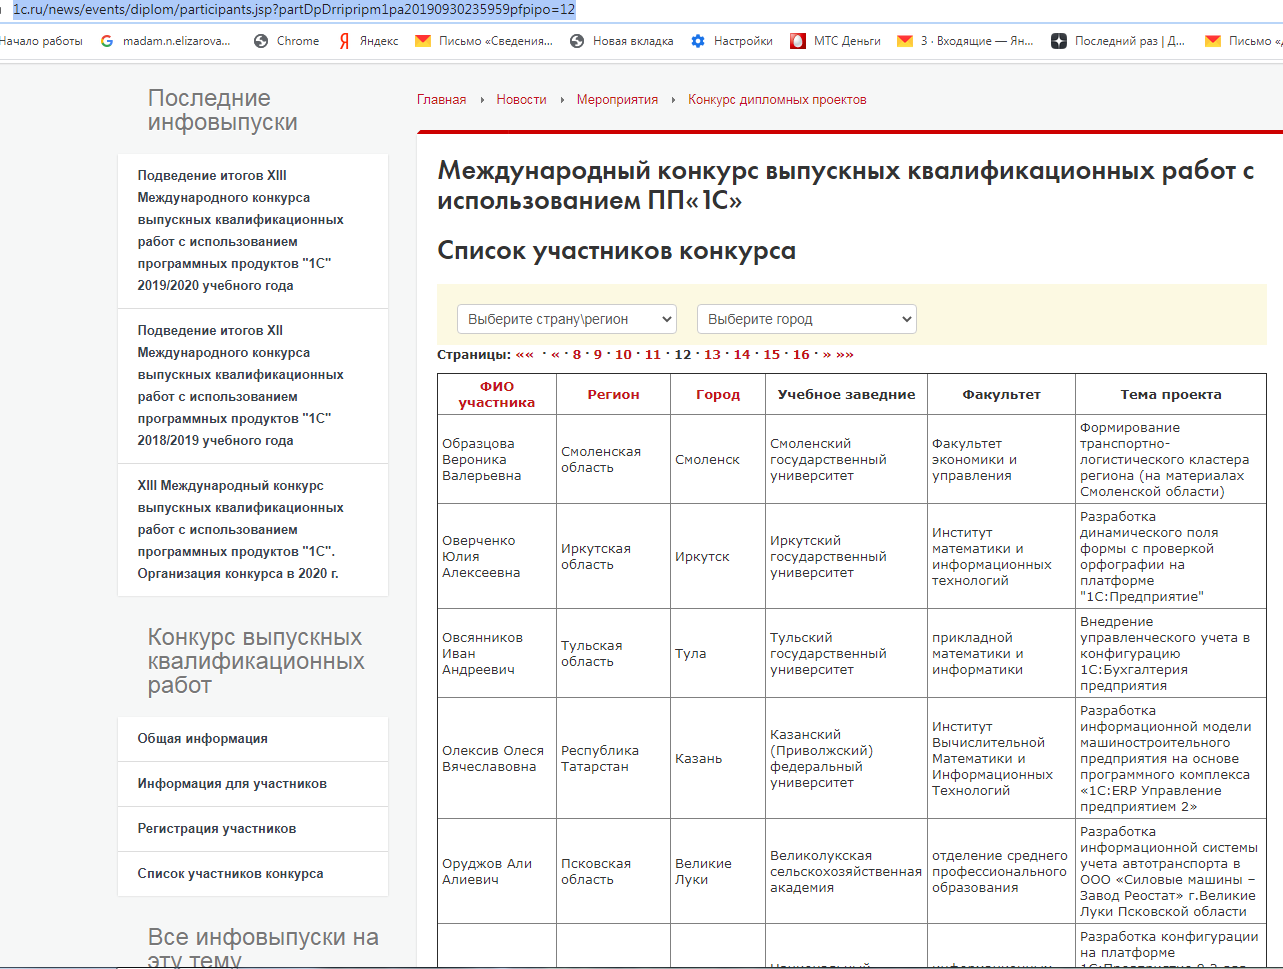 1c.ru/news/events/diplom/participants.jsp?partDpDrripripm1pa20190930235959pfpipo=12
Начало работы madam.n.elizarova... Chrome Яндекс Письмо «Сведения... Новая вкладка Настройки МТС Деньги 3 · Входящие — Ян... Последний раз | Д... Письмо
Последние
инфовыпуски
Подведение итогов XIII
Международного конкурса
выпускных квалификационных
работ с использованием
программных продуктов "1С"
2019/2020 учебного года
Подведение итогов XII
Международного конкурса
выпускных квалификационных
работ с использованием
программных продуктов "1С"
2018/2019 учебного года
XIII Международный конкурс
выпускных квалификационных
работ с использованием
программных продуктов "1С".
Организация конкурса в 2020 г.
Конкурс выпускных
квалификационных
работ
Общая информация
Информация для участников
Регистрация участников
Список участников конкурса
Все инфовыпуски на
эту тему
Главная Новости Мероприятия Конкурс дипломных проектов
Международный конкурс выпускных квалификационных работ с
использованием ПП«1С»
Список участников конкурса
Выберите страну\регион Выберите город
Страницы: «« · « · 8 · 9 · 10 · 11 · 12 · 13 · 14 · 15 · 16 · » »»
ФИО
участника
Регион
Город
Учебное заведние
Факультет
Тема проекта
Образцова
Вероника
Валерьевна
Смоленская
область
Смоленск
Смоленский
государственный
университет
Факультет
экономики и
управления
Формирование
транспортно-
логистического кластера
региона (на материалах
Смоленской области)
Оверченко
Юлия
Алексеевна
Иркутская
область
Иркутск
Иркутский
государственный
университет
Институт
математики и
информационных
технологий
Разработка
динамического поля
формы с проверкой
орфографии на
платформе
"1С:Предприятие"
Овсянников
Иван
Андреевич
Тульская
область
Тула
Тульский
государственный
университет
прикладной
математики и
информатики
Внедрение
управленческого учета в
конфигурацию
1С:Бухгалтерия
предприятия
Олексив Олеся
Вячеславовна
Республика
Татарстан
Казань
Казанский
(Приволжский)
федеральный
университет
Институт
Вычислительной
Математики и
Информационных
Технологий
Разработка
информационной модели
машиностроительного
предприятия на основе
программного комплекса
«1С:ERP Управление
предприятием 2»
Оруджов Али
Алиевич
Псковская
область
Великие
Луки
Великолукская
сельскохозяйственная
академия
отделение среднего
профессионального
образования
Разработка
информационной системы
учета автотранспорта в
ООО «Силовые машины –
Завод Реостат» г.Великие
Луки Псковской области
Разработка конфигурации
на платформе